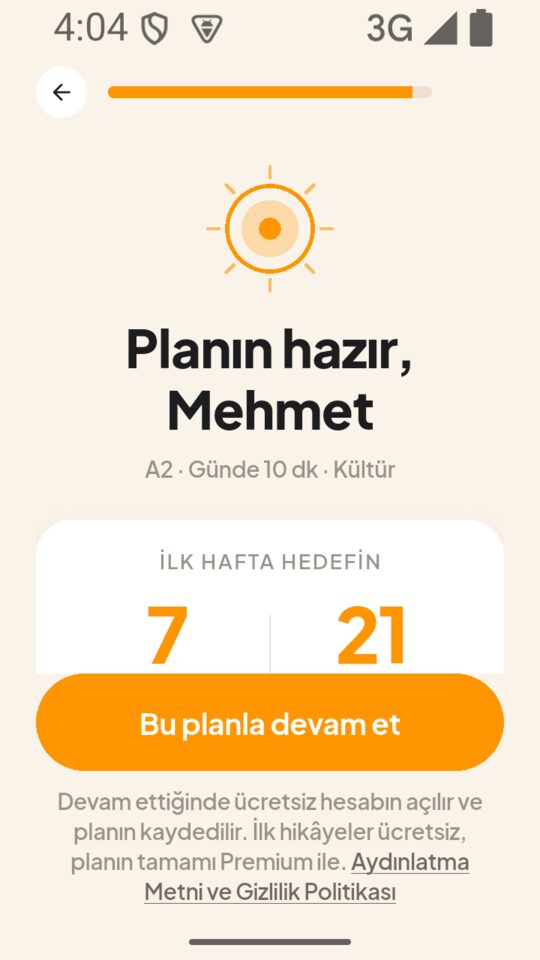 4:04
3G
Planın hazır,
Mehmet
A2 · Günde 10 dk · Kültür
İLK HAFTA HEDEFİN
7
21
Bu planla devam et
Devam ettiğinde ücretsiz hesabın açılır ve
planın kaydedilir. İlk hikâyeler ücretsiz,
planın tamamı Premium ile. Aydınlatma
Metni ve Gizlilik Politikası